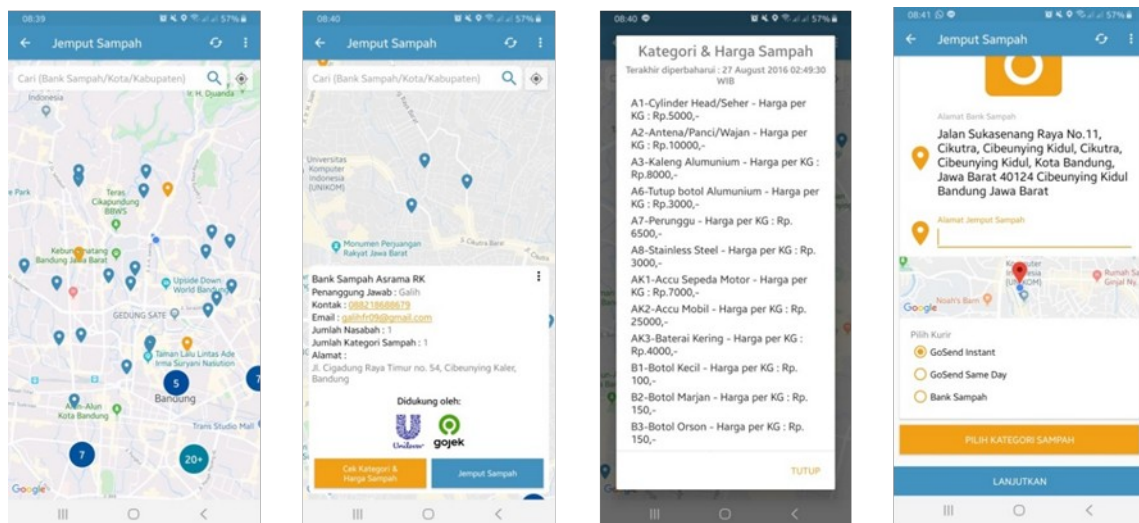 08:39
57%
Jemput Sampah
Cari (Bank Sampah/Kota/Kabupaten)
Indonesia
Ir. H. Djuanda
e Park
Teras
Cikapundung
BBWS
Bandung
Upside Down
World Bandung
GEDUNG SATE
Taman Lalu Lintas Ade
Irma Suryani Nasution
5
Bandung
Alun-Alun
Kota Bandung
Trans Studio Mall
7
20+
Google
08:40
57%
Jemput Sampah
Cari (Bank Sampah/Kota/Kabupaten)
Universitas
Komputer
Indonesia
(UNIKOM)
Monumen Perjuangan
Rakyat Jawa Barat
Bank Sampah Asrama RK
Penanggung Jawab : Galih
Kontak : 088218688679
Email : galihfr09@gmail.com
Jumlah Nasabah : 1
Jumlah Kategori Sampah : 1
Alamat :
Jl. Cigadung Raya Timur no. 54, Cibeunying Kaler,
Bandung
Didukung oleh:
Unilever
gojek
Cek Kategori &
Harga Sampah
Jemput Sampah
08:40
57%
Kategori & Harga Sampah
Terakhir diperbaharui : 27 August 2016 02:49:30
WIB
A1-Cylinder Head/Seher - Harga per
KG : Rp.5000,-
A2-Antena/Panci/Wajan - Harga per
KG : Rp.10000,-
A3-Kaleng Alumunium - Harga per KG :
Rp.8000,-
A6-Tutup botol Alumunium - Harga per
KG : Rp.3000,-
A7-Perunggu - Harga per KG : Rp.
6500,-
A8-Stainless Steel - Harga per KG : Rp.
3000,-
AK1-Accu Sepeda Motor - Harga per
KG : Rp.7000,-
AK2-Accu Mobil - Harga per KG : Rp.
25000,-
AK3-Baterai Kering - Harga per KG :
Rp.4000,-
B1-Botol Kecil - Harga per KG : Rp.
100,-
B2-Botol Marjan - Harga per KG : Rp.
150,-
B3-Botol Orson - Harga per KG : Rp.
150,-
TUTUP
08:41
57%
Jemput Sampah
Alamat Bank Sampah
Jalan Sukasenang Raya No.11,
Cikutra, Cibeunying Kidul, Cikutra,
Cibeunying Kidul, Kota Bandung,
Jawa Barat 40124 Cibeunying Kidul
Bandung Jawa Barat
Alamat Jemput Sampah
Noah's Barn
Rumah Sa
Ginjal Ny.
Google
Pilih Kurir
GoSend Instant
GoSend Same Day
Bank Sampah
PILIH KATEGORI SAMPAH
LANJUTKAN